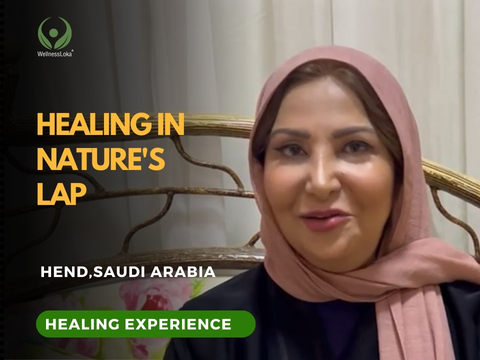 WellnessLoka
HEALING IN
NATURE'S
LAP
HEND,SAUDI ARABIA
HEALING EXPERIENCE